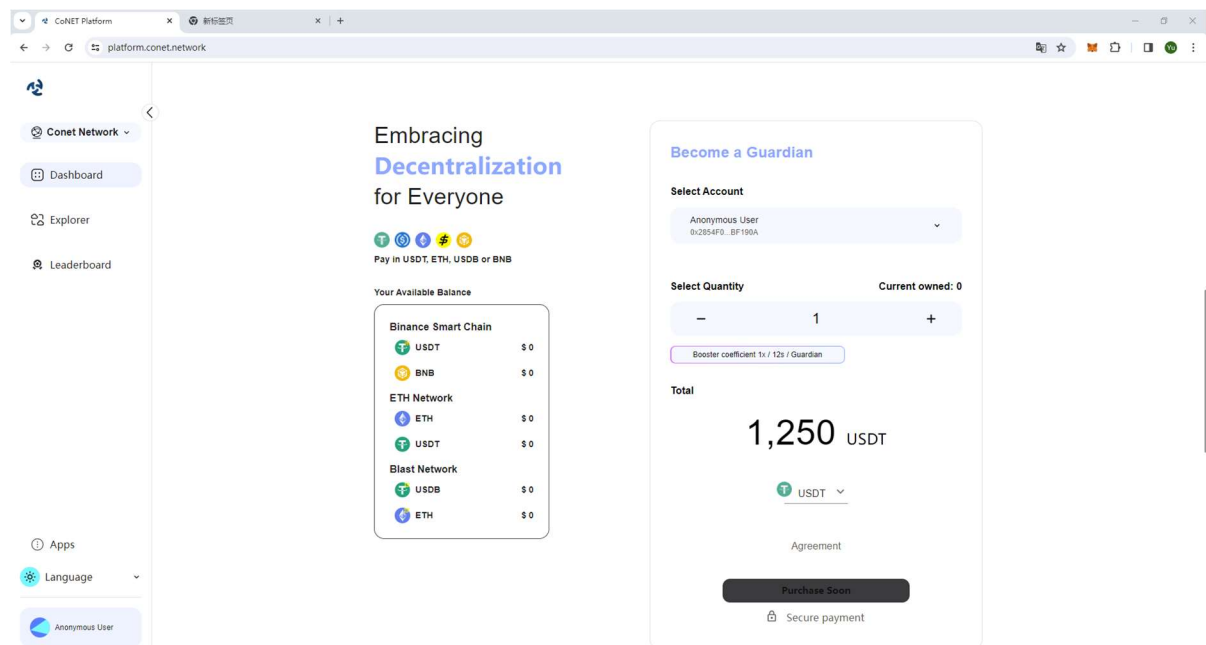 CoNET Platform
新标签页
platform.conet.network
Yu
Conet Network
Dashboard
Explorer
Leaderboard
Apps
Language
Anonymous User
Embracing
Decentralization
for Everyone
Pay in USDT, ETH, USDB or BNB
Your Available Balance
Binance Smart Chain
USDT $ 0
BNB $ 0
ETH Network
ETH $ 0
USDT $ 0
Blast Network
USDB $ 0
ETH $ 0
Become a Guardian
Select Account
Anonymous User
0x2854F0...BF190A
Select Quantity Current owned: 0
− 1 +
Booster coefficient 1x / 12s / Guardian
Total
1,250 USDT
USDT
Agreement
Purchase Soon
Secure payment